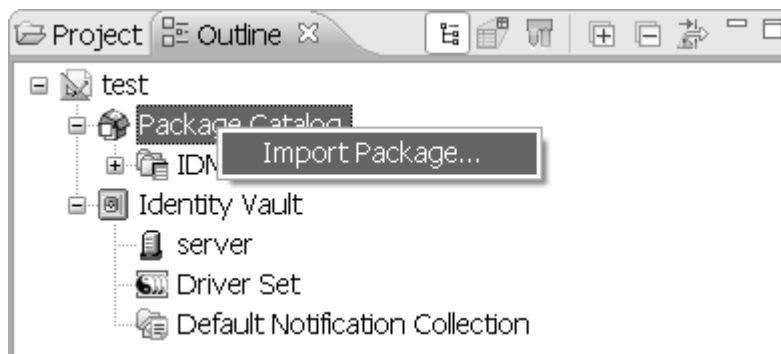 Project Outline
test
Package Catalog
Import Package...
IDM
Identity Vault
server
Driver Set
Default Notification Collection